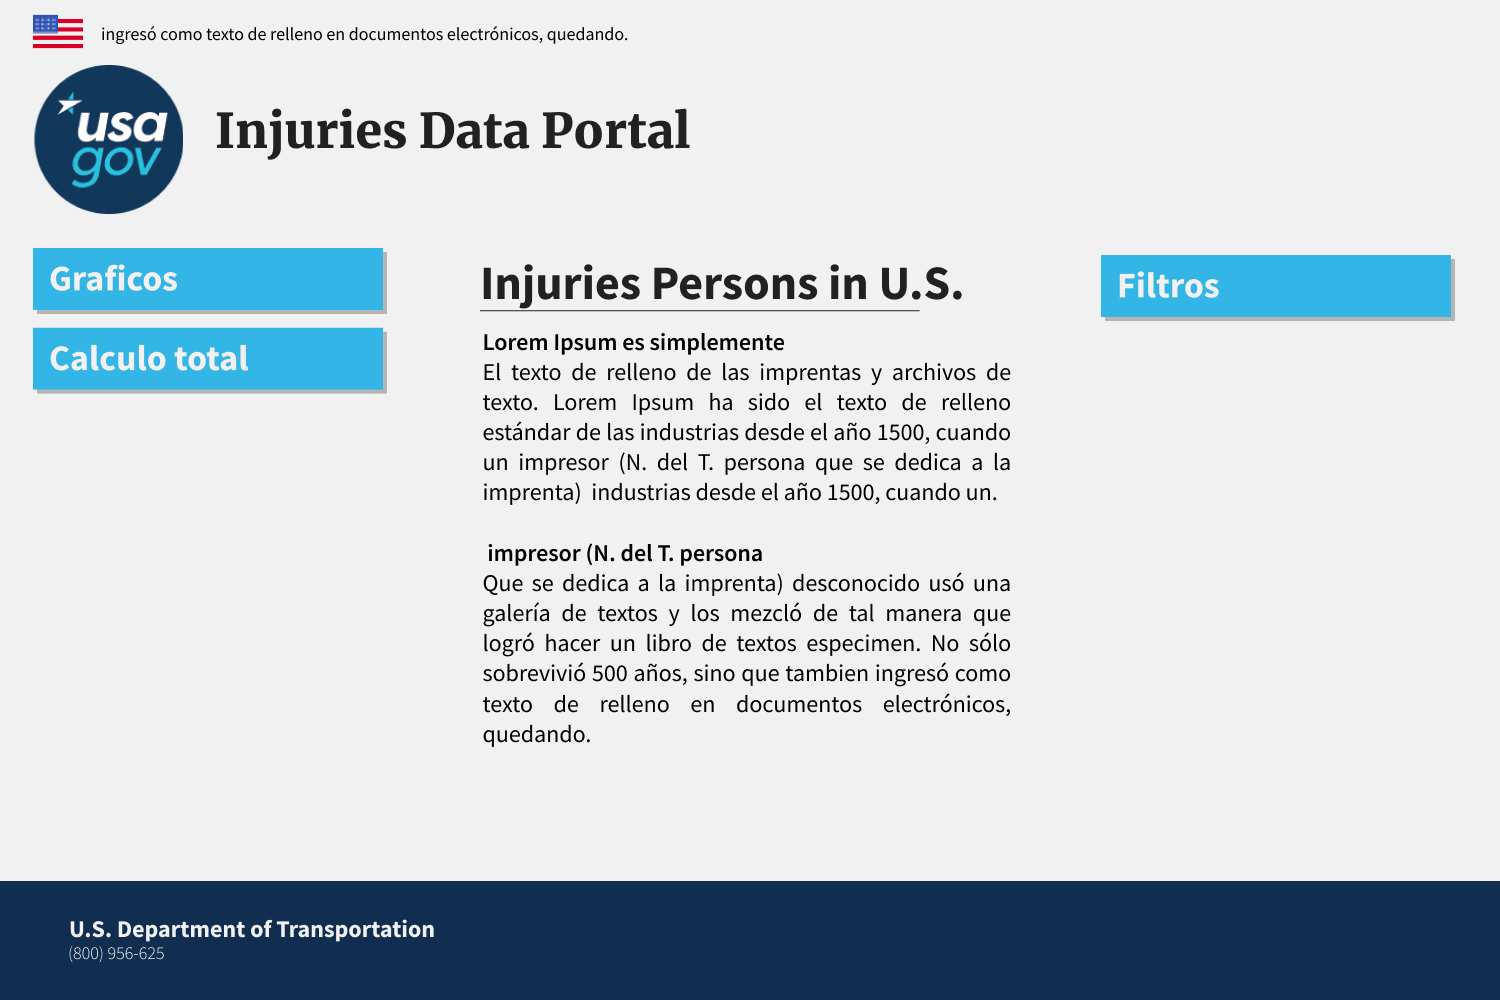 ingresó como texto de relleno en documentos electrónicos, quedando.
usa
gov
Injuries Data Portal
Graficos
Calculo total
Injuries Persons in U.S.
Lorem Ipsum es simplemente
El texto de relleno de las imprentas y archivos de
texto. Lorem Ipsum ha sido el texto de relleno
estándar de las industrias desde el año 1500, cuando
un impresor (N. del T. persona que se dedica a la
imprenta) industrias desde el año 1500, cuando un.
impresor (N. del T. persona
Que se dedica a la imprenta) desconocido usó una
galería de textos y los mezcló de tal manera que
logró hacer un libro de textos especimen. No sólo
sobrevivió 500 años, sino que tambien ingresó como
texto de relleno en documentos electrónicos,
quedando.
Filtros
U.S. Department of Transportation
(800) 956-625